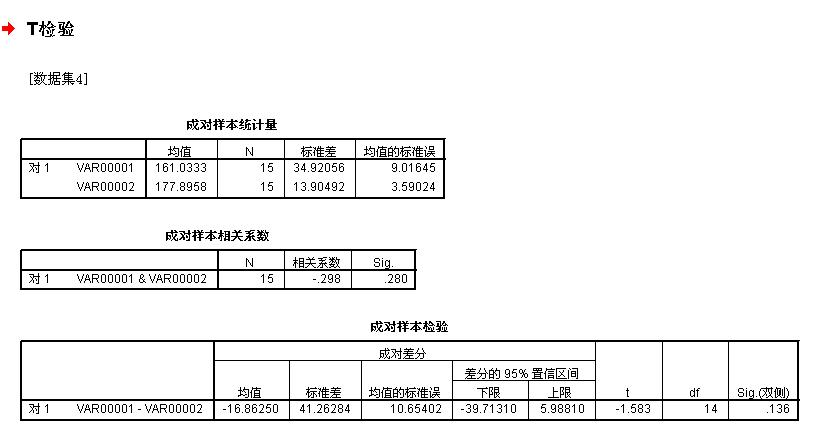 T检验
[数据集4]
成对样本统计量
均值 N 标准差 均值的标准误
对 1 VAR00001 161.0333 15 34.92056 9.01645
VAR00002 177.8958 15 13.90492 3.59024
成对样本相关系数
N 相关系数 Sig.
对 1 VAR00001 & VAR00002 15 -.298 .280
成对样本检验
成对差分
差分的 95% 置信区间
均值 标准差 均值的标准误 下限 上限 t df Sig.(双侧)
对 1 VAR00001 - VAR00002 -16.86250 41.26284 10.65402 -39.71310 5.98810 -1.583 14 .136